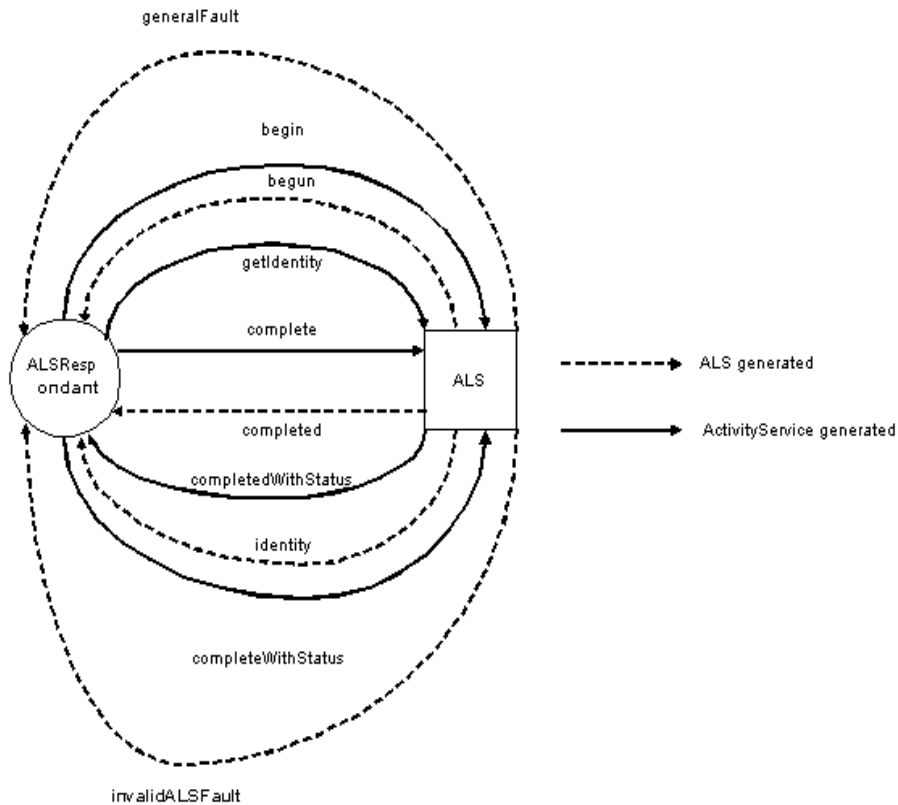 generalFault
begin
begun
getIdentity
complete
ALSResp
ondant
ALS
ALS generated
completed
ActivityService generated
completedWithStatus
identity
completeWithStatus
invalidALSFault